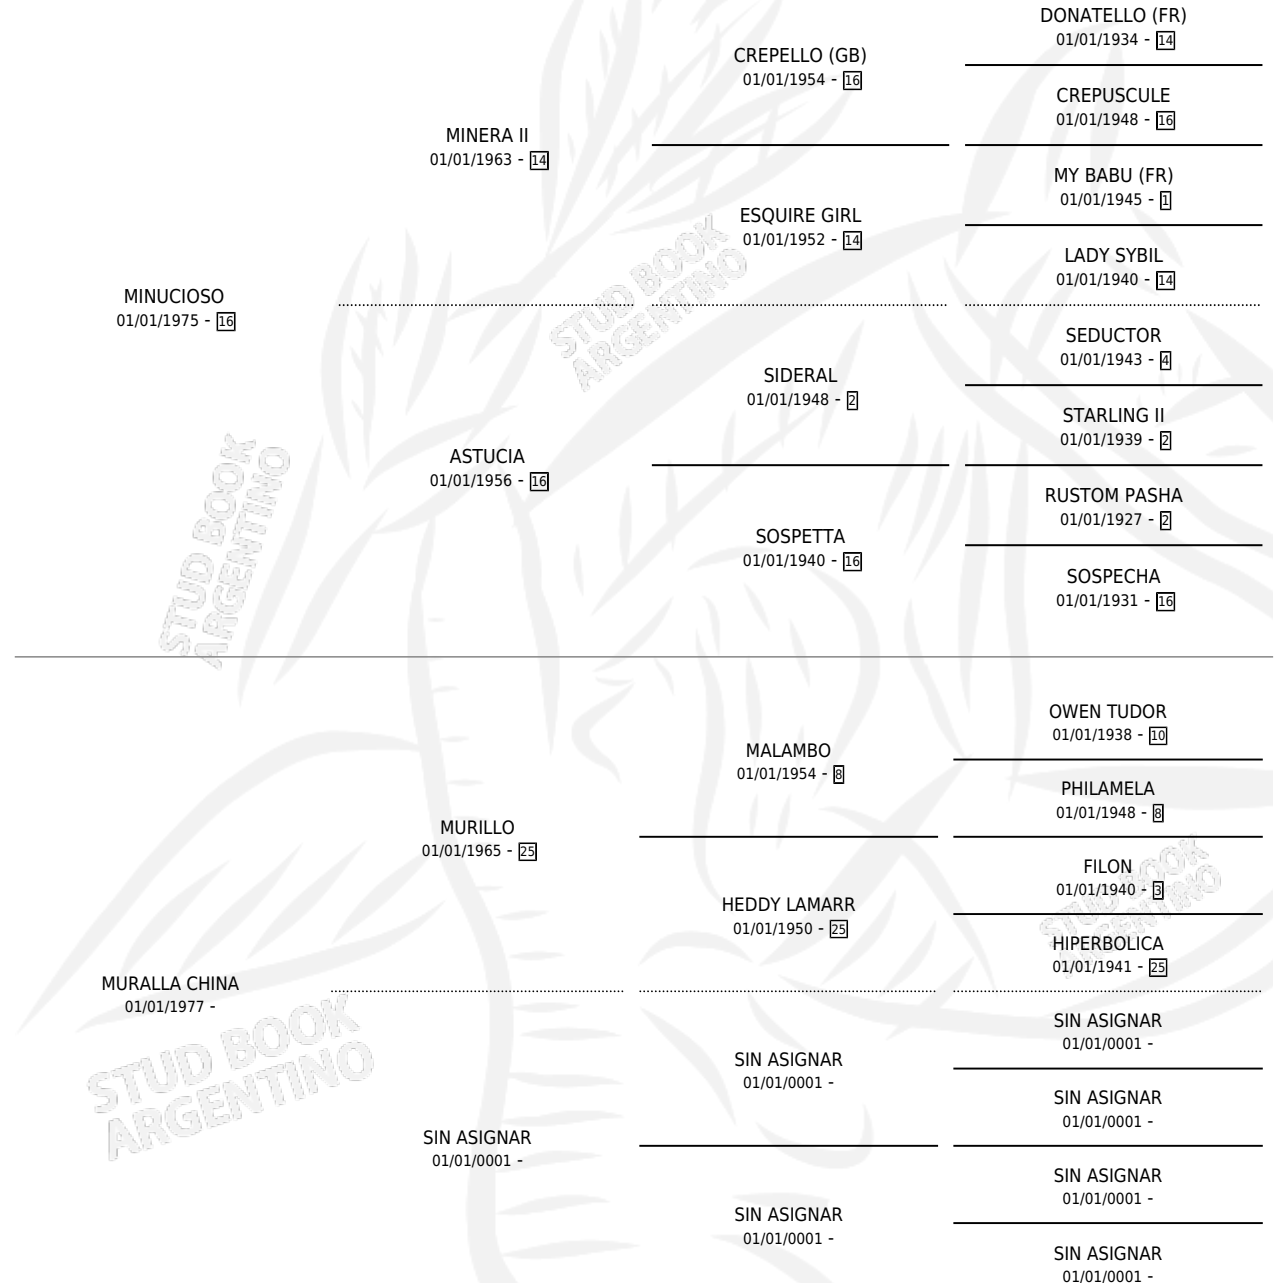 DONATELLO (FR)
01/01/1934 - 14
CREPELLO (GB)
01/01/1954 - 16
CREPUSCULE
01/01/1948 - 16
MINERA II
01/01/1963 - 14
MY BABU (FR)
01/01/1945 - 1
ESQUIRE GIRL
01/01/1952 - 14
LADY SYBIL
01/01/1940 - 14
MINUCIOSO
01/01/1975 - 16
SEDUCTOR
01/01/1943 - 4
SIDERAL
01/01/1948 - 2
STARLING II
01/01/1939 - 2
ASTUCIA
01/01/1956 - 16
RUSTOM PASHA
01/01/1927 - 2
SOSPETTA
01/01/1940 - 16
SOSPECHA
01/01/1931 - 16
STUD BOOK
ARGENTINO
STUD BOOK
ARGENTINO
OWEN TUDOR
01/01/1938 - 10
MALAMBO
01/01/1954 - 8
PHILAMELA
01/01/1948 - 8
MURILLO
01/01/1965 - 25
FILON
01/01/1940 - 3
HEDDY LAMARR
01/01/1950 - 25
HIPERBOLICA
01/01/1941 - 25
STUD BOOK
ARGENTINO
MURALLA CHINA
01/01/1977 -
SIN ASIGNAR
01/01/0001 -
SIN ASIGNAR
01/01/0001 -
SIN ASIGNAR
01/01/0001 -
SIN ASIGNAR
01/01/0001 -
SIN ASIGNAR
01/01/0001 -
SIN ASIGNAR
01/01/0001 -
SIN ASIGNAR
01/01/0001 -
STUD BOOK
ARGENTINO